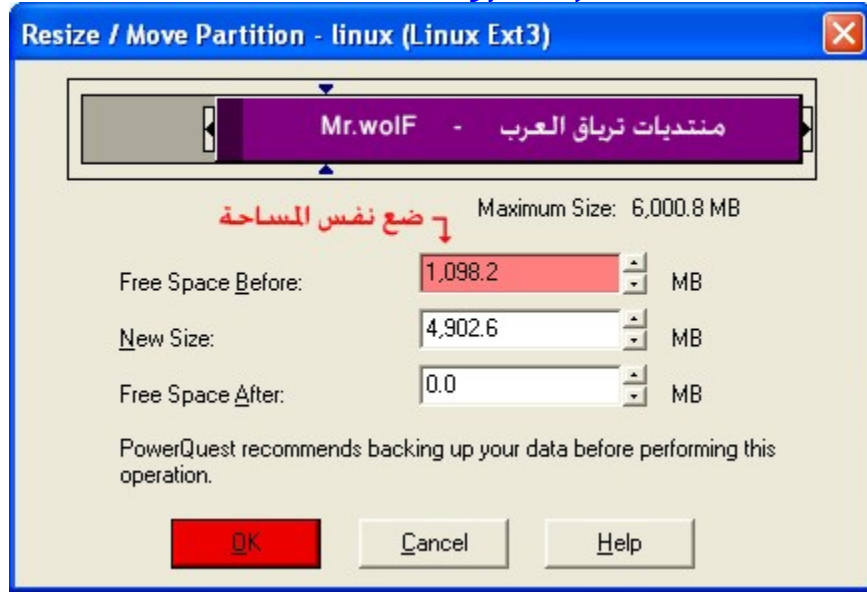 Resize / Move Partition - linux (Linux Ext3)
Mr.wolF - منتديات ترياق العرب
Maximum Size: 6,000.8 MB
ضع نفس المساحة
Free Space Before: 1,098.2 MB
New Size: 4,902.6 MB
Free Space After: 0.0 MB
PowerQuest recommends backing up your data before performing this
operation.
OK Cancel Help